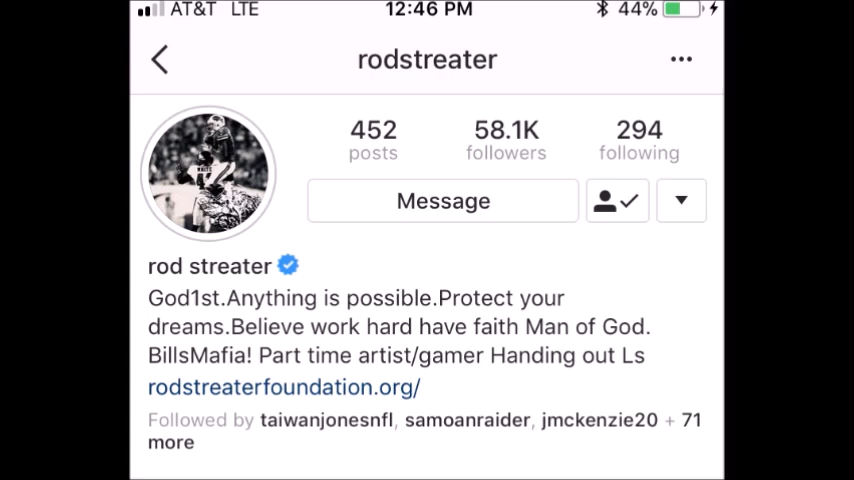 AT&T LTE 12:46 PM 44%
rodstreater
452 58.1K 294
posts followers following
Message
rod streater
God1st.Anything is possible.Protect your
dreams.Believe work hard have faith Man of God.
BillsMafia! Part time artist/gamer Handing out Ls
rodstreaterfoundation.org/
Followed by taiwanjonesnfl, samoanraider, jmckenzie20 + 71
more